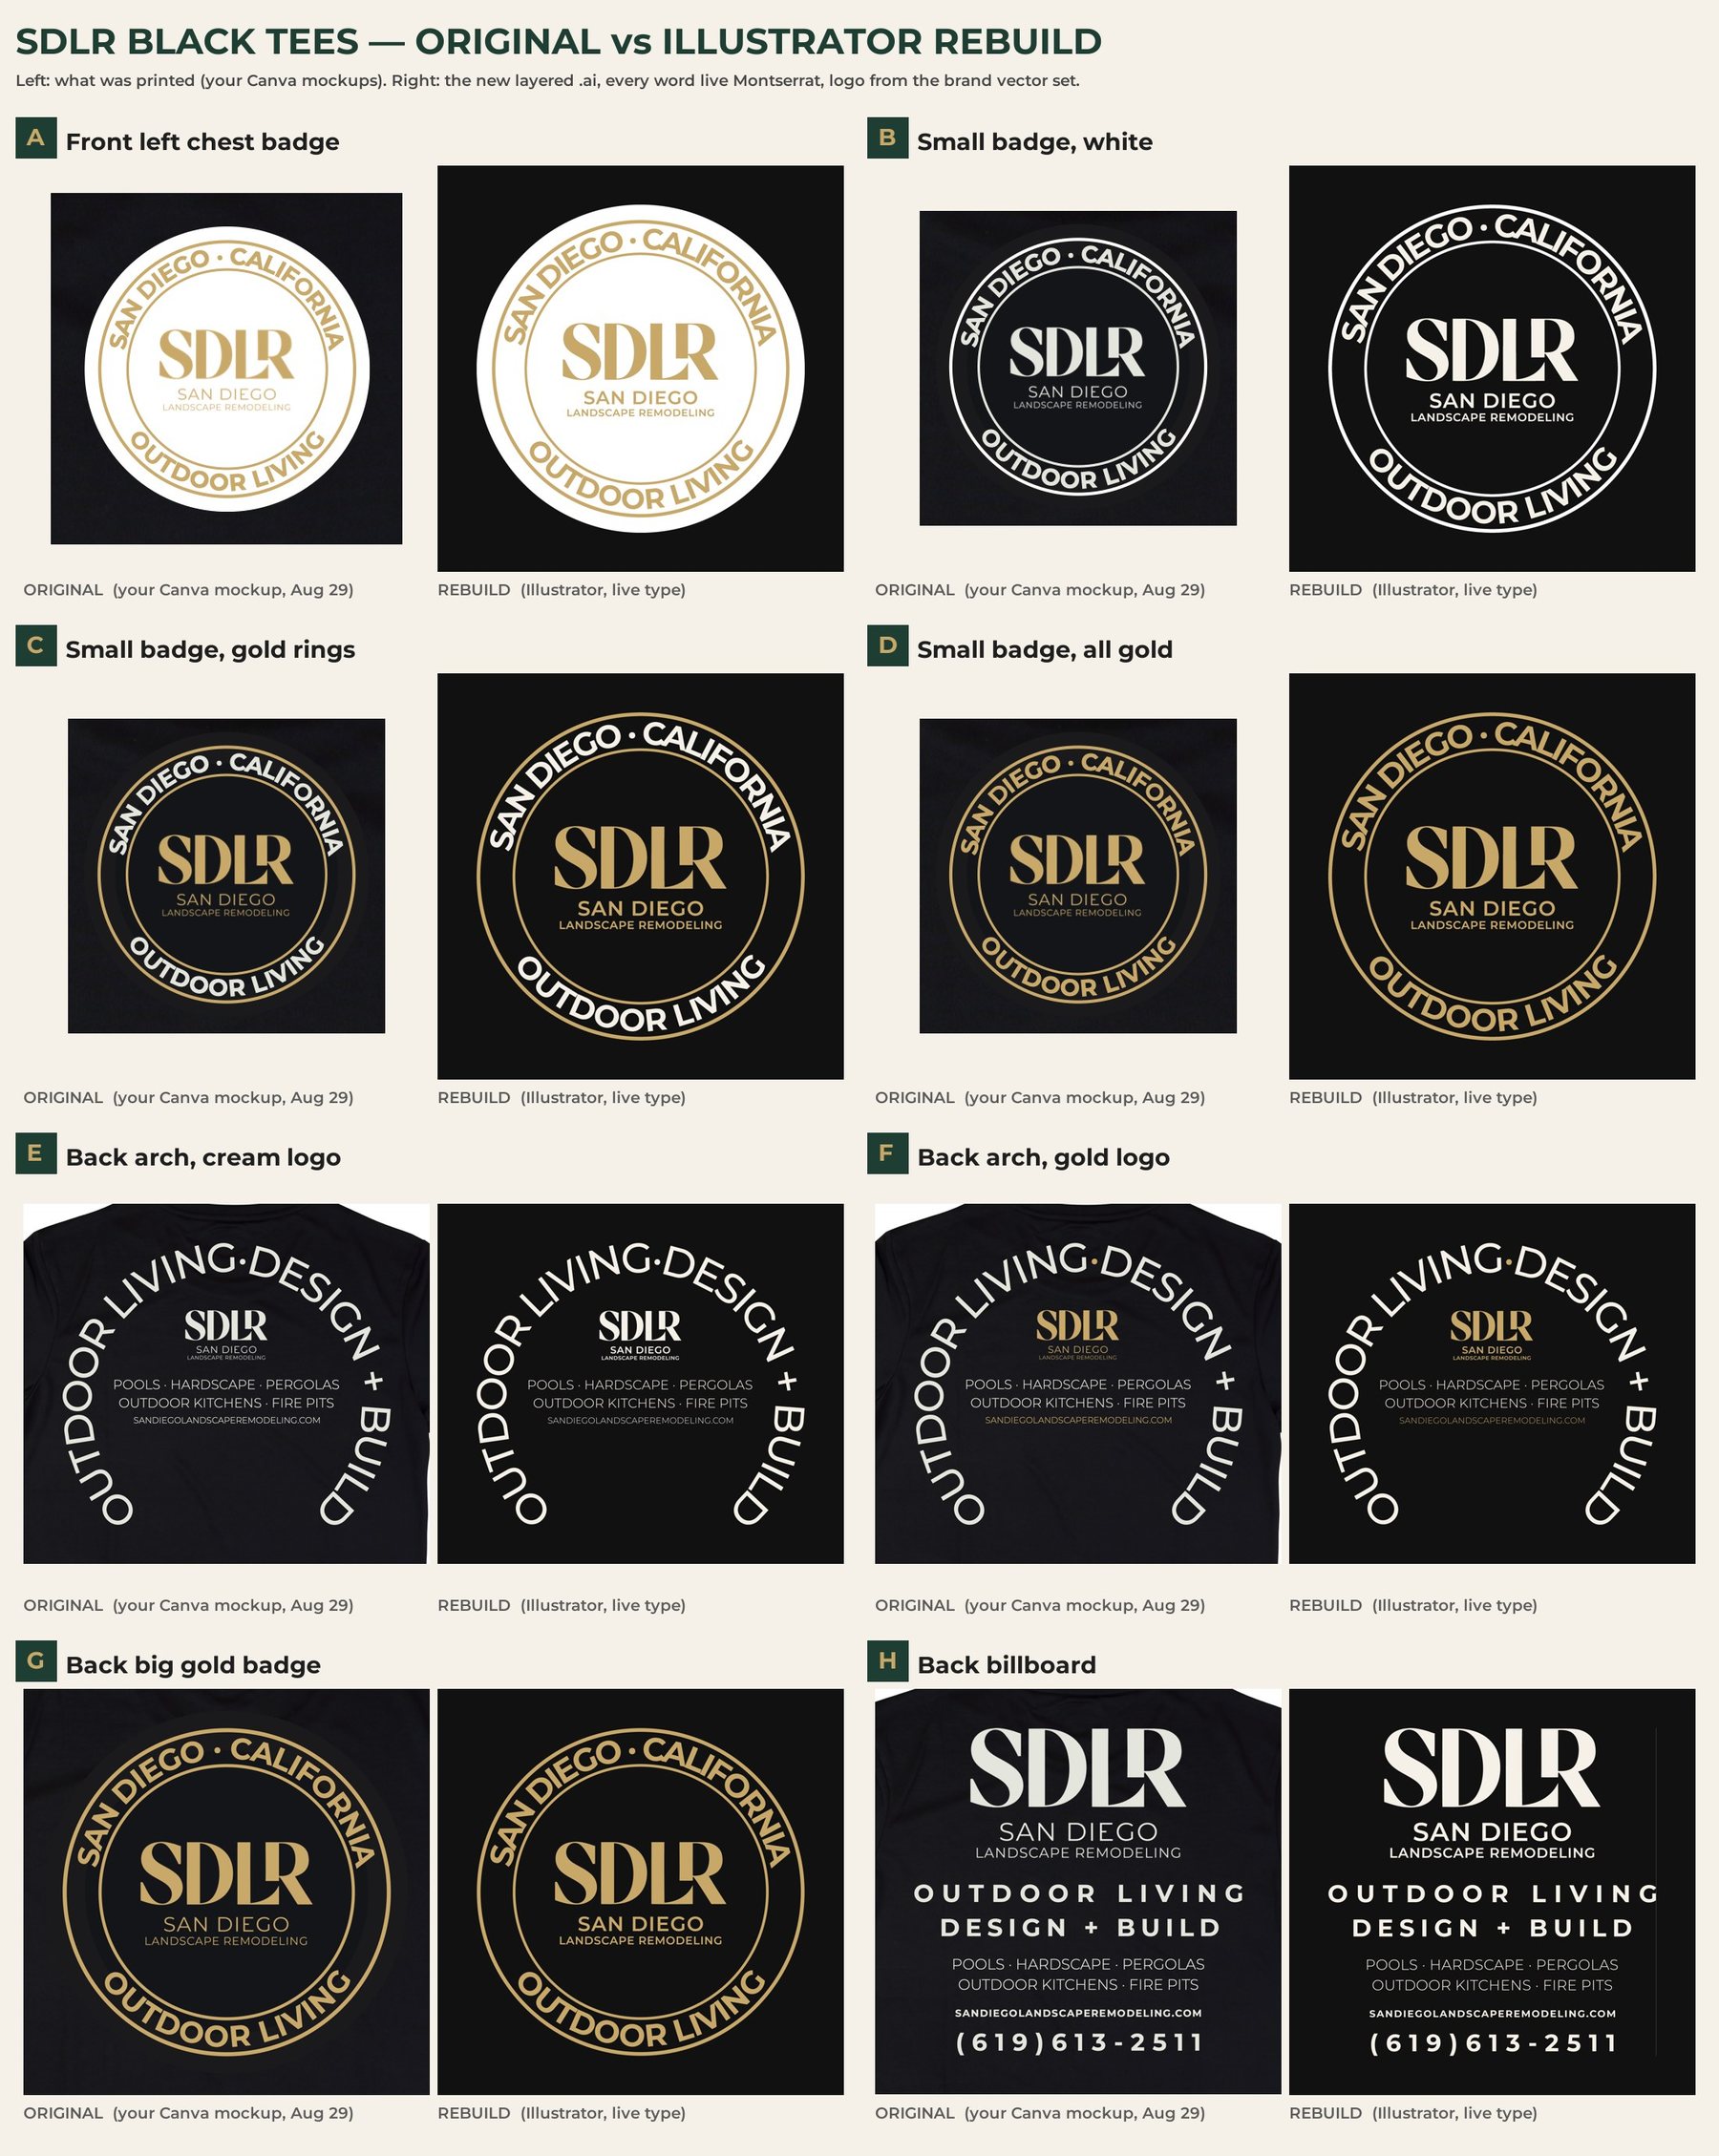 SDLR BLACK TEES — ORIGINAL vs ILLUSTRATOR REBUILD
Left: what was printed (your Canva mockups). Right: the new layered .ai, every word live Montserrat, logo from the brand vector set.
A Front left chest badge
SAN DIEGO · CALIFORNIA
SDLR
SAN DIEGO
LANDSCAPE REMODELING
OUTDOOR LIVING
ORIGINAL (your Canva mockup, Aug 29)
SAN DIEGO · CALIFORNIA
SDLR
SAN DIEGO
LANDSCAPE REMODELING
OUTDOOR LIVING
REBUILD (Illustrator, live type)
B Small badge, white
SAN DIEGO · CALIFORNIA
SDLR
SAN DIEGO
LANDSCAPE REMODELING
OUTDOOR LIVING
ORIGINAL (your Canva mockup, Aug 29)
SAN DIEGO · CALIFORNIA
SDLR
SAN DIEGO
LANDSCAPE REMODELING
OUTDOOR LIVING
REBUILD (Illustrator, live type)
C Small badge, gold rings
SAN DIEGO · CALIFORNIA
SDLR
SAN DIEGO
LANDSCAPE REMODELING
OUTDOOR LIVING
ORIGINAL (your Canva mockup, Aug 29)
SAN DIEGO · CALIFORNIA
SDLR
SAN DIEGO
LANDSCAPE REMODELING
OUTDOOR LIVING
REBUILD (Illustrator, live type)
D Small badge, all gold
SAN DIEGO · CALIFORNIA
SDLR
SAN DIEGO
LANDSCAPE REMODELING
OUTDOOR LIVING
ORIGINAL (your Canva mockup, Aug 29)
SAN DIEGO · CALIFORNIA
SDLR
SAN DIEGO
LANDSCAPE REMODELING
OUTDOOR LIVING
REBUILD (Illustrator, live type)
E Back arch, cream logo
OUTDOOR LIVING·DESIGN + BUILD
SDLR
SAN DIEGO
LANDSCAPE REMODELING
POOLS · HARDSCAPE · PERGOLAS
OUTDOOR KITCHENS · FIRE PITS
SANDIEGOLANDSCAPEREMODELING.COM
ORIGINAL (your Canva mockup, Aug 29)
OUTDOOR LIVING·DESIGN + BUILD
SDLR
SAN DIEGO
LANDSCAPE REMODELING
POOLS · HARDSCAPE · PERGOLAS
OUTDOOR KITCHENS · FIRE PITS
SANDIEGOLANDSCAPEREMODELING.COM
REBUILD (Illustrator, live type)
F Back arch, gold logo
OUTDOOR LIVING·DESIGN + BUILD
SDLR
SAN DIEGO
LANDSCAPE REMODELING
POOLS · HARDSCAPE · PERGOLAS
OUTDOOR KITCHENS · FIRE PITS
SANDIEGOLANDSCAPEREMODELING.COM
ORIGINAL (your Canva mockup, Aug 29)
OUTDOOR LIVING·DESIGN + BUILD
SDLR
SAN DIEGO
LANDSCAPE REMODELING
POOLS · HARDSCAPE · PERGOLAS
OUTDOOR KITCHENS · FIRE PITS
SANDIEGOLANDSCAPEREMODELING.COM
REBUILD (Illustrator, live type)
G Back big gold badge
SAN DIEGO · CALIFORNIA
SDLR
SAN DIEGO
LANDSCAPE REMODELING
OUTDOOR LIVING
ORIGINAL (your Canva mockup, Aug 29)
SAN DIEGO · CALIFORNIA
SDLR
SAN DIEGO
LANDSCAPE REMODELING
OUTDOOR LIVING
REBUILD (Illustrator, live type)
H Back billboard
SDLR
SAN DIEGO
LANDSCAPE REMODELING
OUTDOOR LIVING
DESIGN + BUILD
POOLS · HARDSCAPE · PERGOLAS
OUTDOOR KITCHENS · FIRE PITS
SANDIEGOLANDSCAPEREMODELING.COM
(619)613-2511
ORIGINAL (your Canva mockup, Aug 29)
SDLR
SAN DIEGO
LANDSCAPE REMODELING
OUTDOOR LIVING
DESIGN + BUILD
POOLS · HARDSCAPE · PERGOLAS
OUTDOOR KITCHENS · FIRE PITS
SANDIEGOLANDSCAPEREMODELING.COM
(619)613-2511
REBUILD (Illustrator, live type)